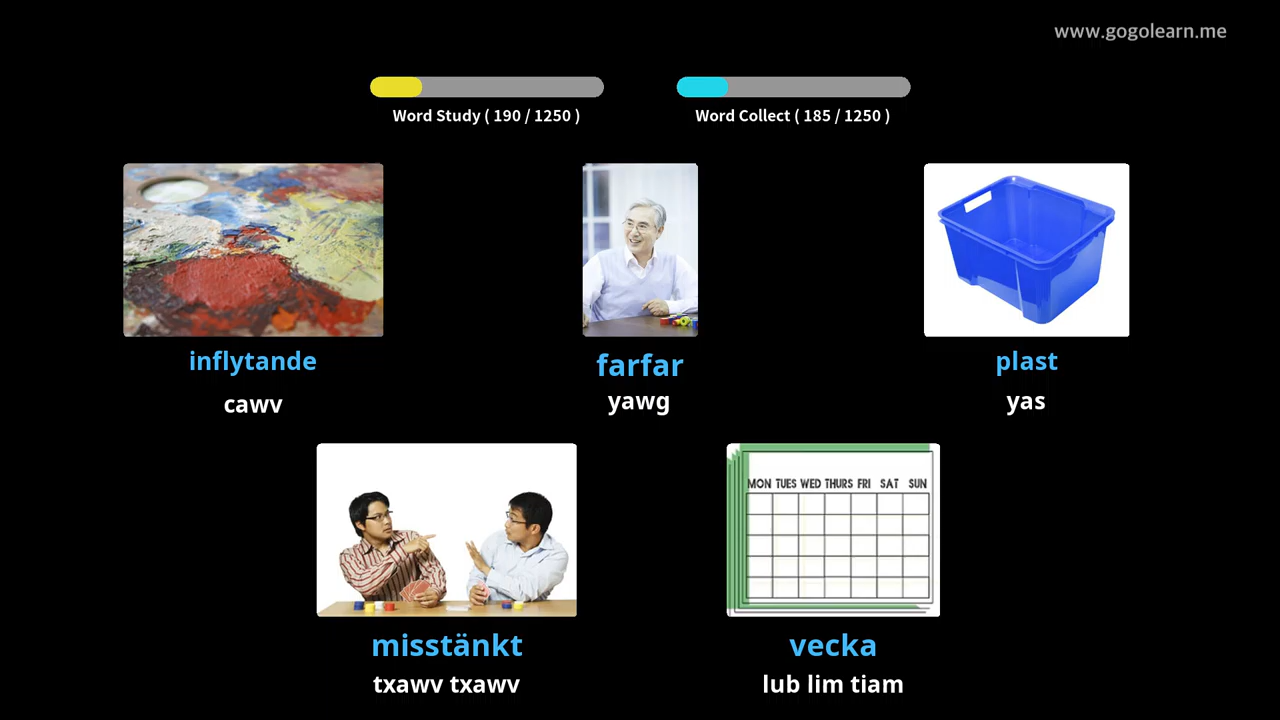 www.gogolearn.me
Word Study ( 190 / 1250 )
Word Collect ( 185 / 1250 )
inflytande
cawv
farfar
yawg
plast
yas
MON TUES WED THURS FRI SAT SUN
misstänkt
txawv txawv
vecka
lub lim tiam